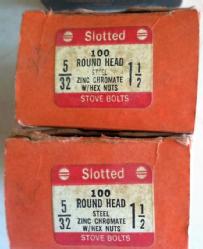 Slotted
100
ROUND HEAD
5/32
STEEL
1 1/2
ZINC CHROMATE
W/HEX NUTS
STOVE BOLTS
Slotted
100
ROUND HEAD
5/32
STEEL
1 1/2
ZINC CHROMATE
W/HEX NUTS
STOVE BOLTS